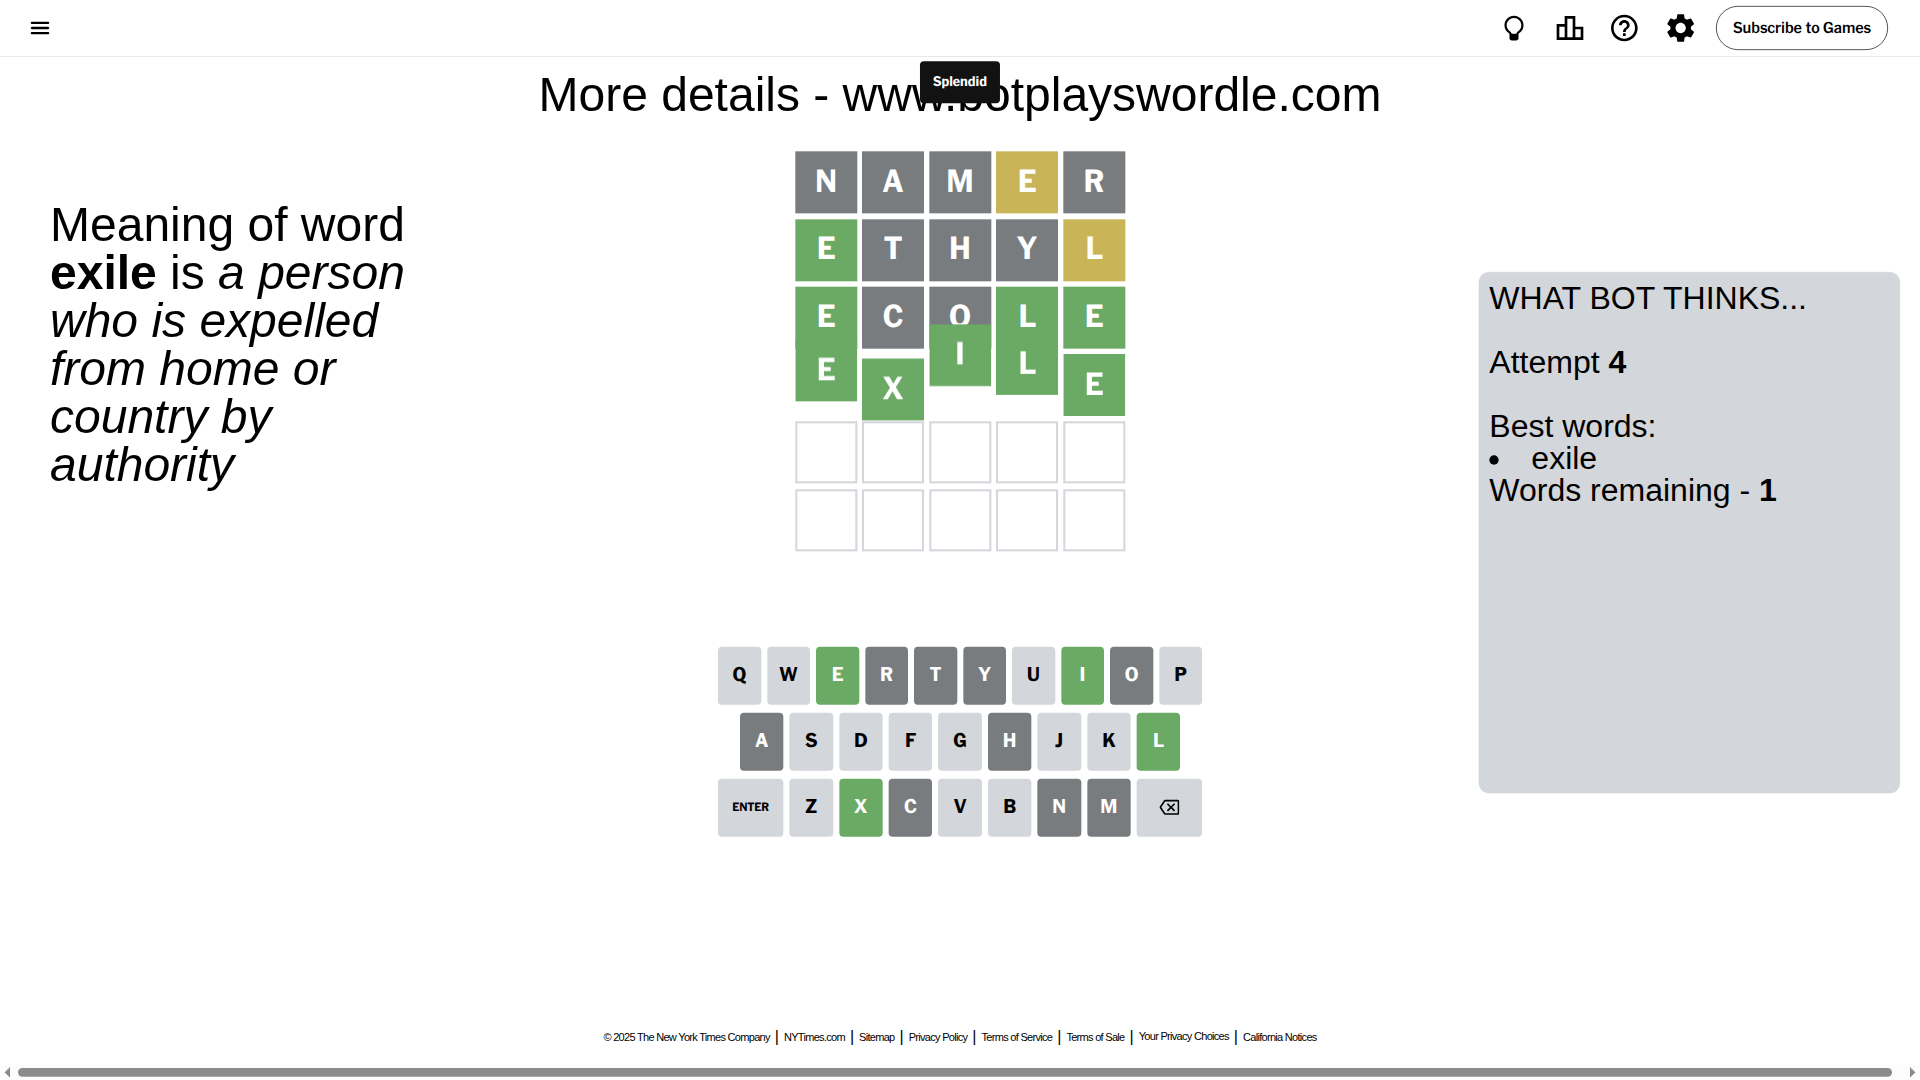 Subscribe to Games
Splendid
More details - www.botplayswordle.com
Meaning of word
exile is a person
who is expelled
from home or
country by
authority
N A M E R
E T H Y L
E C O L E
E X I L E
WHAT BOT THINKS...
Attempt 4
Best words:
• exile
Words remaining - 1
Q W E R T Y U I O P
A S D F G H J K L
ENTER Z X C V B N M
© 2025 The New York Times Company | NYTimes.com | Sitemap | Privacy Policy | Terms of Service | Terms of Sale | Your Privacy Choices | California Notices